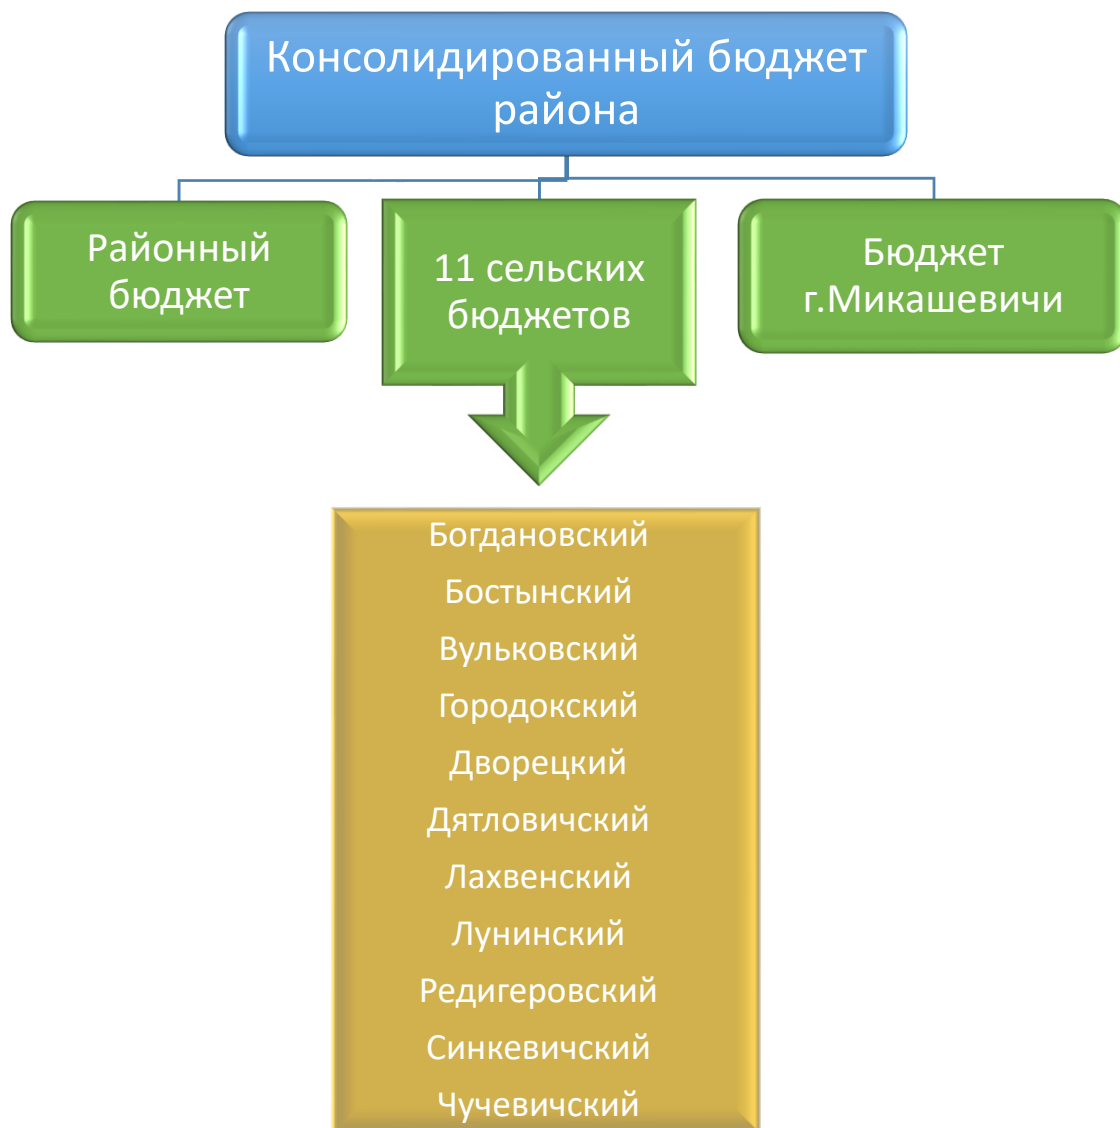 Консолидированный бюджет
района
Районный
бюджет
11 сельских
бюджетов
Бюджет
г.Микашевичи
Богдановский
Бостынский
Вульковский
Городокский
Дворецкий
Дятловичский
Лахвенский
Лунинский
Редигеровский
Синкевичский
Чучевичский